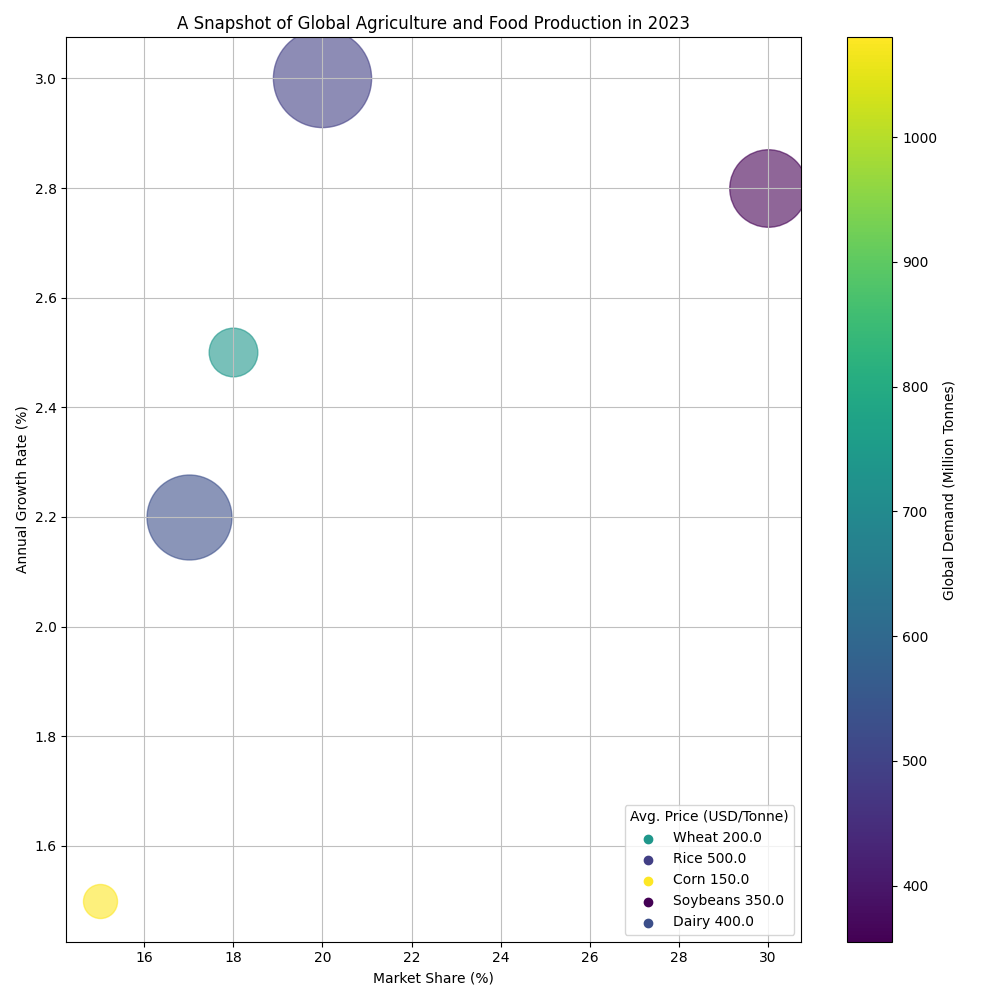 A Snapshot of Global Agriculture and Food Production in 2023
Annual Growth Rate (%)
3.0
2.8
2.6
2.4
2.2
2.0
1.8
1.6
16
18
20
22
24
26
28
30
Market Share (%)
Avg. Price (USD/Tonne)
Wheat 200.0
Rice 500.0
Corn 150.0
Soybeans 350.0
Dairy 400.0
1000
900
800
700
600
500
400
Global Demand (Million Tonnes)